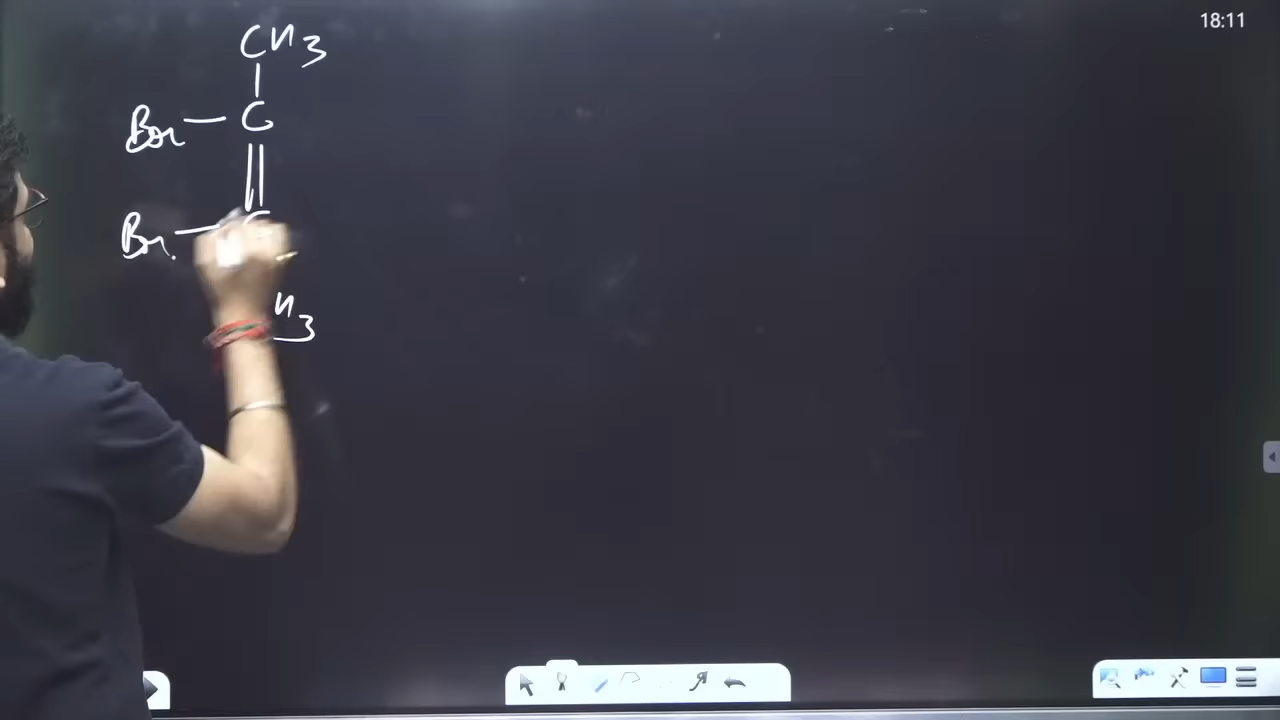 18:11
CH3
Br — C
Br — C
H3